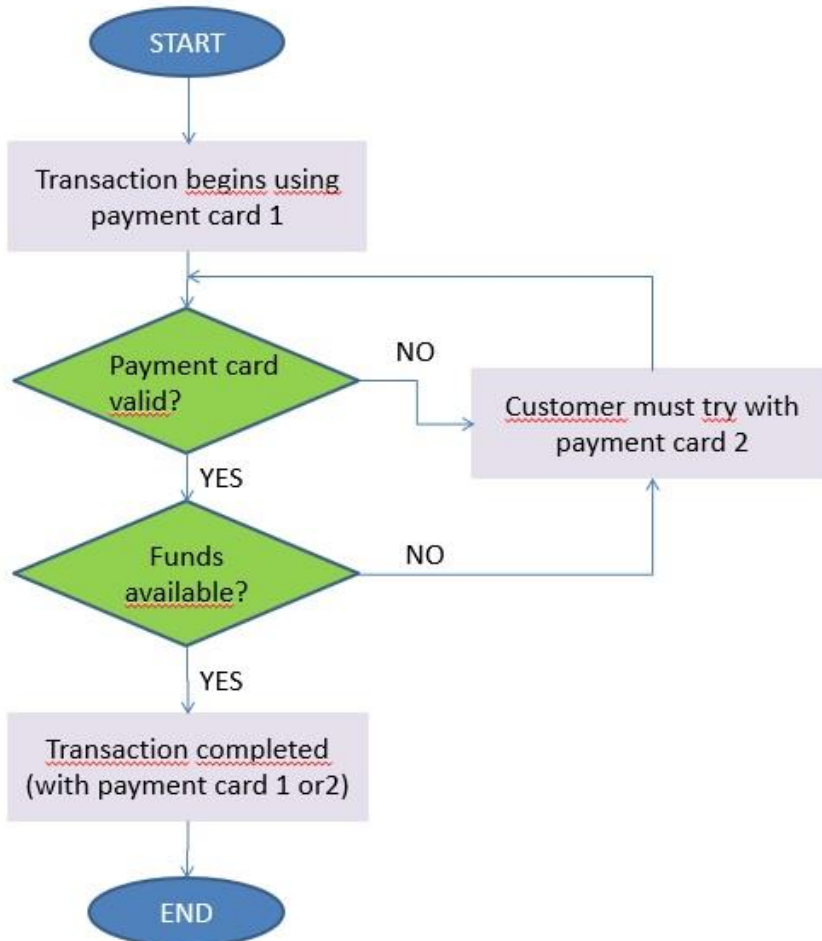 START
Transaction begins using
payment card 1
Payment card
valid?
NO
Customer must try with
payment card 2
YES
Funds
available?
NO
YES
Transaction completed
(with payment card 1 or2)
END